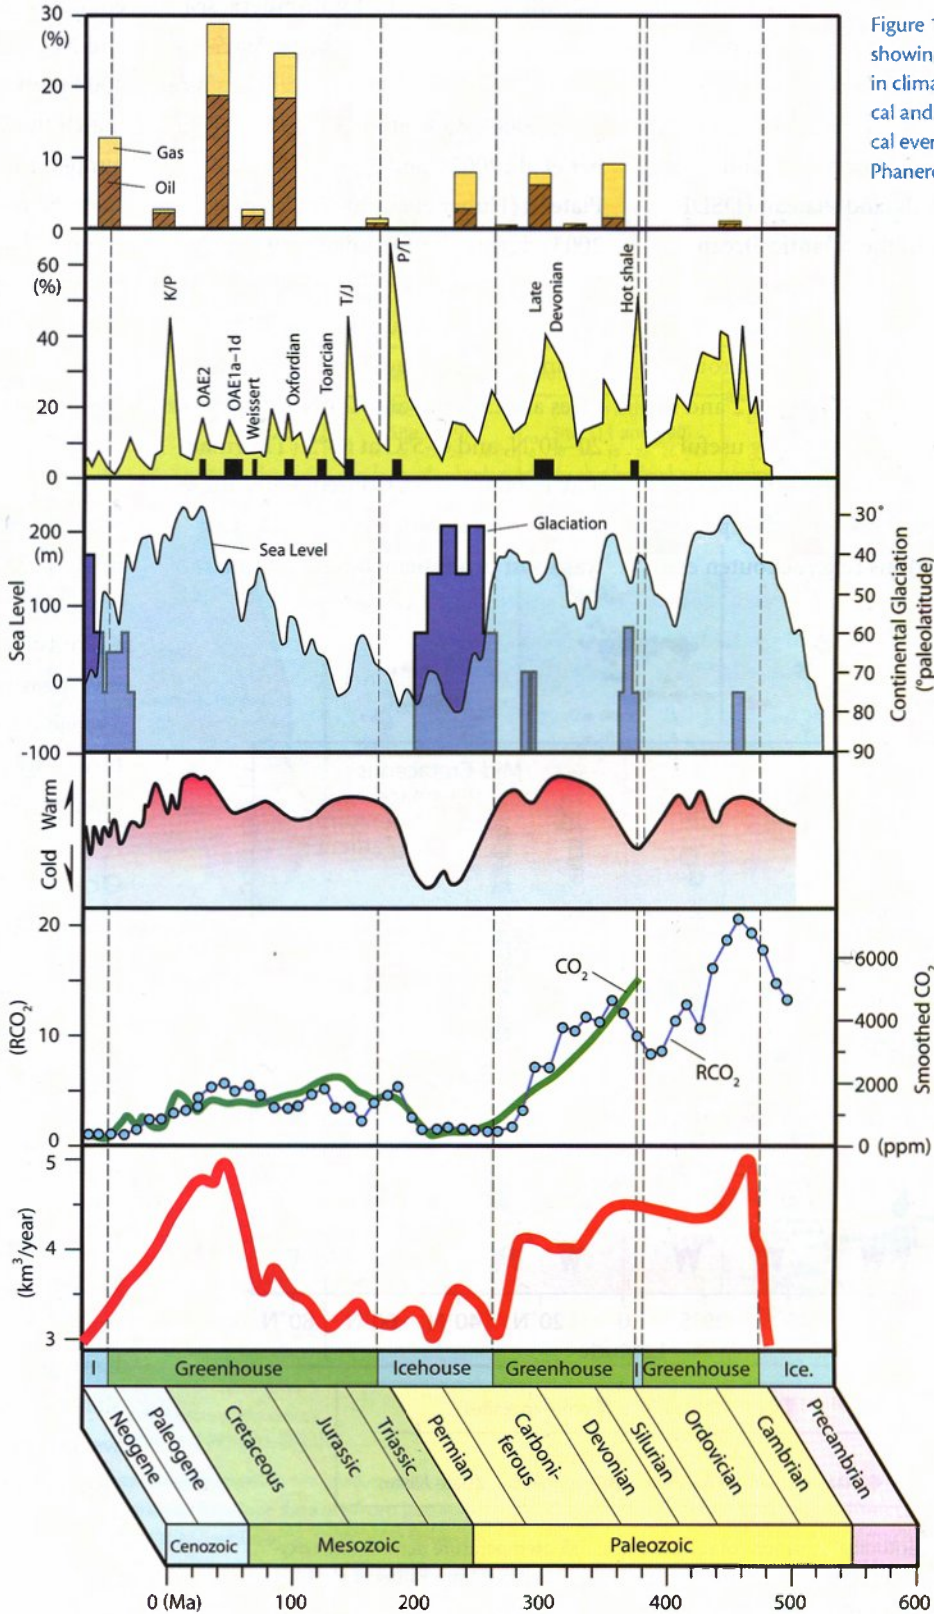 Figure 1
showin
in clima
cal and
cal ever
Phaner
30
(%)
20
10
0
Gas
Oil
60
(%)
40
20
0
K/P
OAE2
OAE1a–1d
Weissert
Oxfordian
Toarcian
T/J
P/T
Late
Devonian
Hot shale
Sea Level
200
(m)
100
0
-100
Sea Level
Glaciation
30°
40
50
60
70
80
90
Continental Glaciation
(°paleolatitude)
Warm
Cold
(RCO2)
20
10
0
CO2
RCO2
6000
4000
2000
0 (ppm)
Smoothed CO2
(km3/year)
5
4
3
I
Greenhouse
Icehouse
Greenhouse
I
Greenhouse
Ice.
Neogene
Paleogene
Cretaceous
Jurassic
Triassic
Permian
Carboni-
ferous
Devonian
Silurian
Ordovician
Cambrian
Precambrian
Cenozoic
Mesozoic
Paleozoic
0 (Ma)
100
200
300
400
500
600